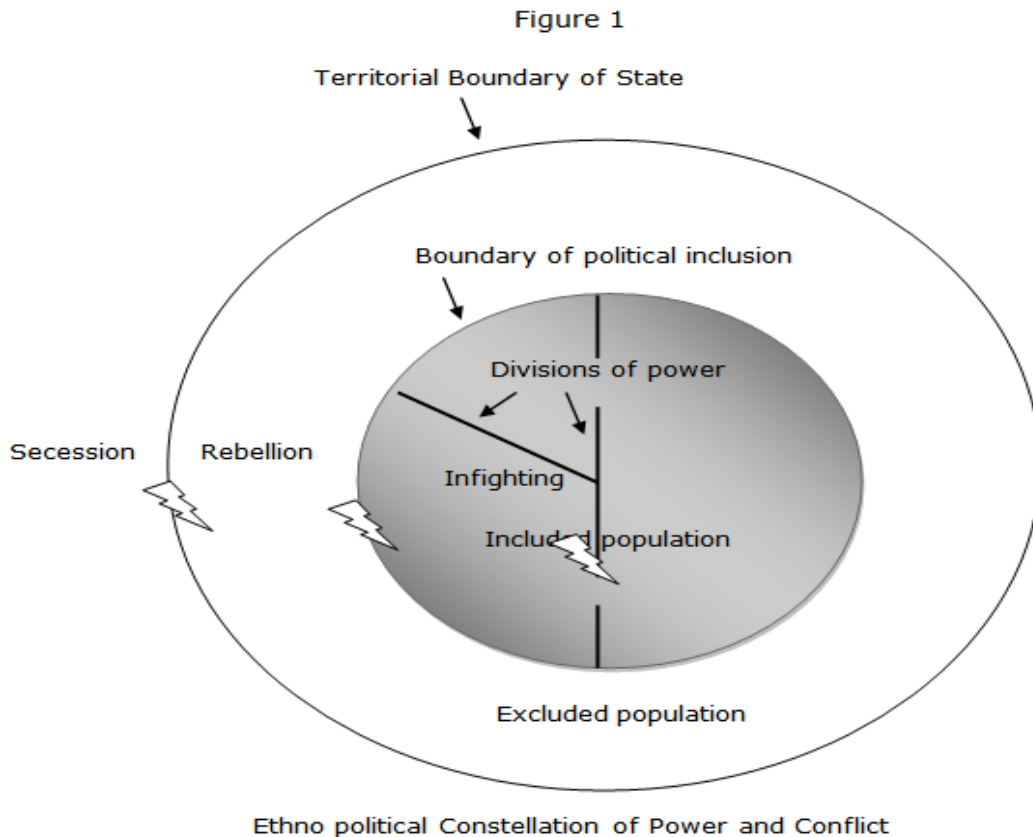 Figure 1
Territorial Boundary of State
Boundary of political inclusion
Divisions of power
Secession
Rebellion
Infighting
Included population
Excluded population
Ethno political Constellation of Power and Conflict